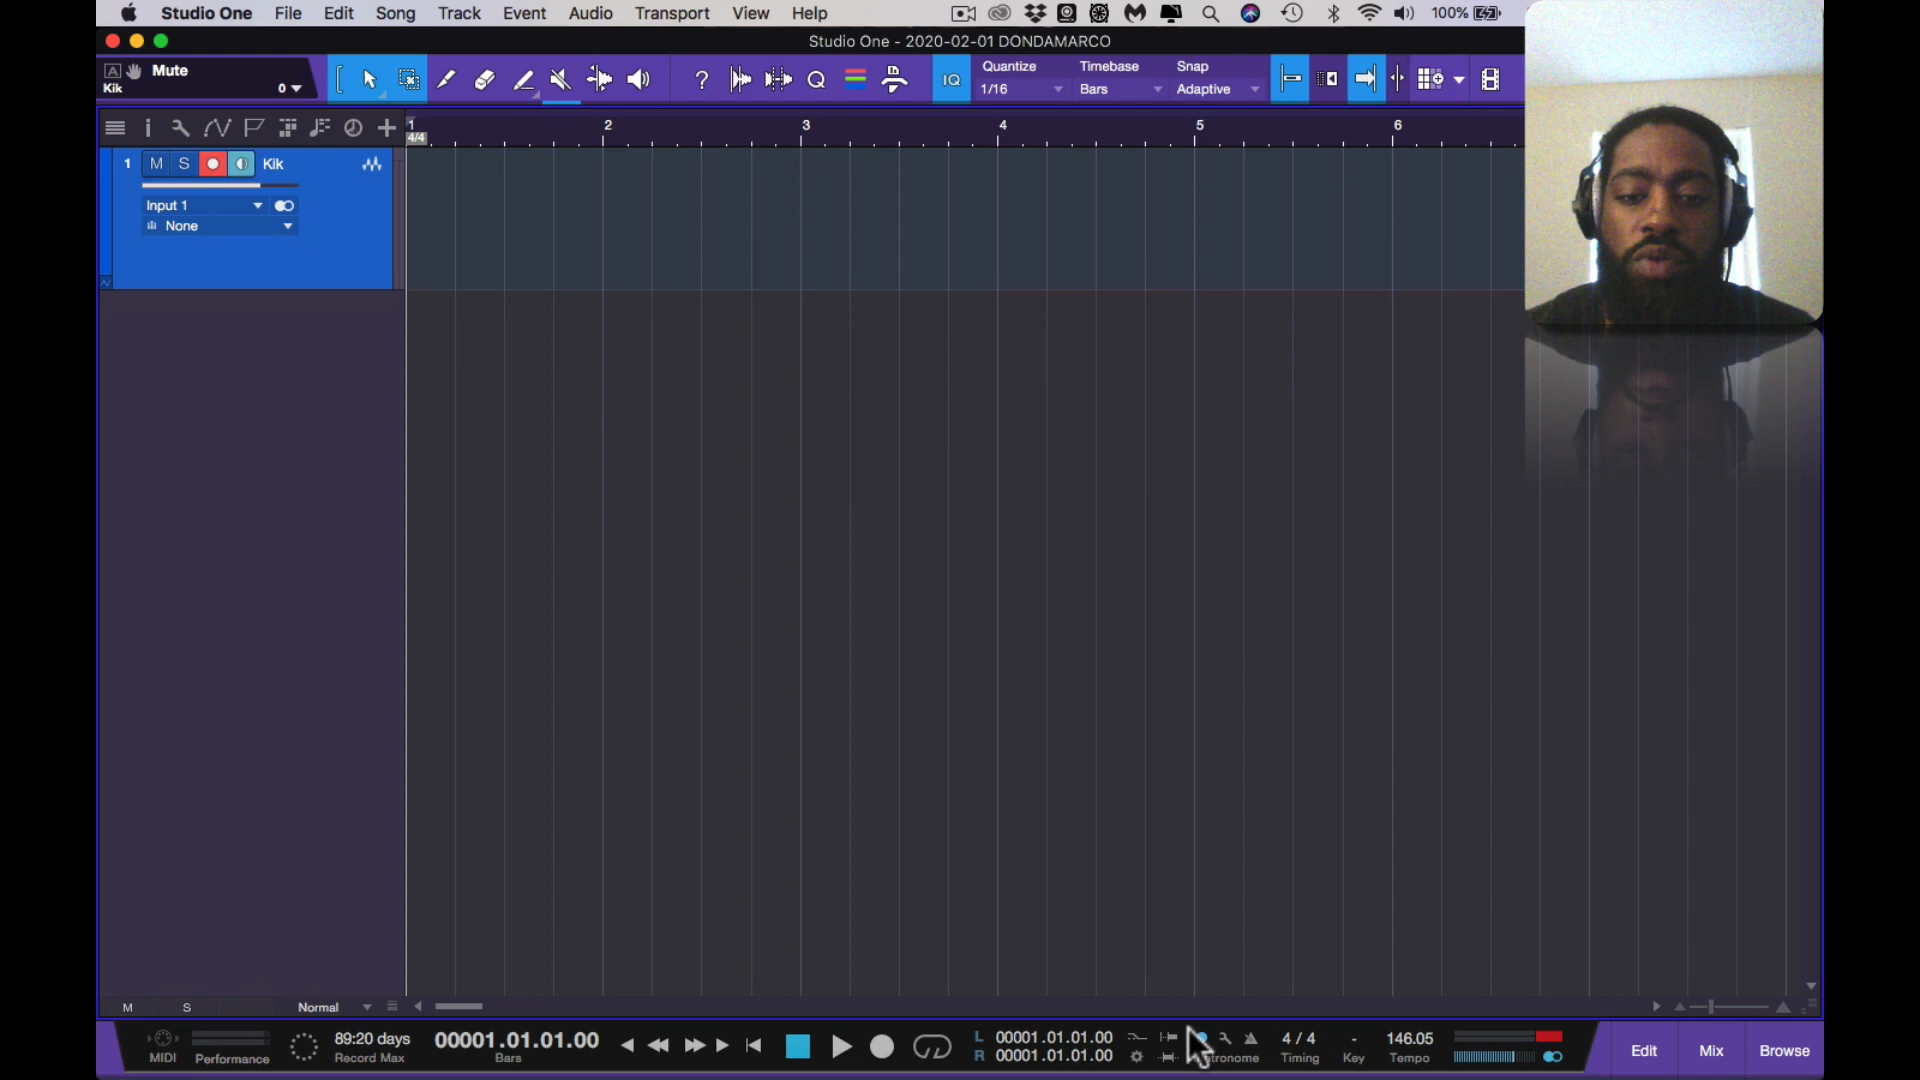 Studio One File Edit Song Track Event Audio Transport View Help 100%
Studio One - 2020-02-01 DONDAMARCO
A Mute
Kik 0
? Q IQ
Quantize Timebase Snap
1/16 Bars Adaptive
1 2 3 4 5 6
4/4
1 M S Kik
Input 1
None
M S Normal
MIDI Performance
89:20 days
Record Max
00001.01.01.00
Bars
L 00001.01.01.00
R 00001.01.01.00
4 / 4 - 146.05
Timing Key Tempo
Edit Mix Browse